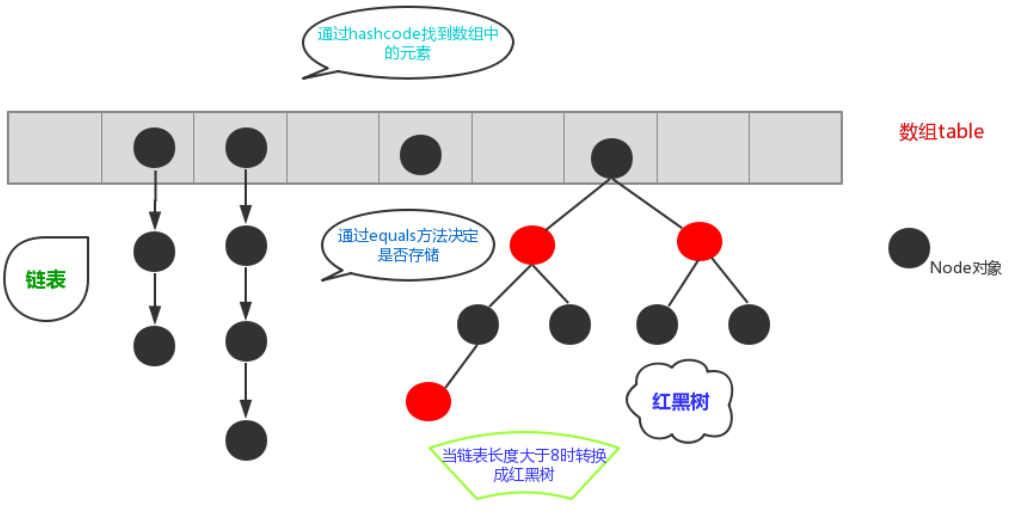 通过hashcode找到数组中
的元素
数组table
通过equals方法决定
是否存储
链表
Node对象
红黑树
当链表长度大于8时转换
成红黑树